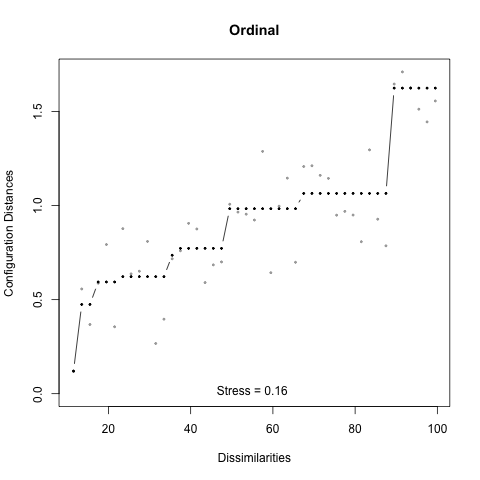 Ordinal
Configuration Distances
1.5
1.0
0.5
0.0
Stress = 0.16
20 40 60 80 100
Dissimilarities